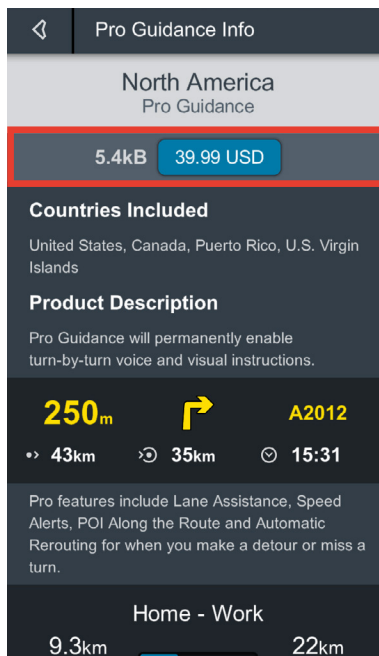 Pro Guidance Info
North America
Pro Guidance
5.4kB 39.99 USD
Countries Included
United States, Canada, Puerto Rico, U.S. Virgin
Islands
Product Description
Pro Guidance will permanently enable
turn-by-turn voice and visual instructions.
250m A2012
43km 35km 15:31
Pro features include Lane Assistance, Speed
Alerts, POI Along the Route and Automatic
Rerouting for when you make a detour or miss a
turn.
Home - Work
9.3km 22km